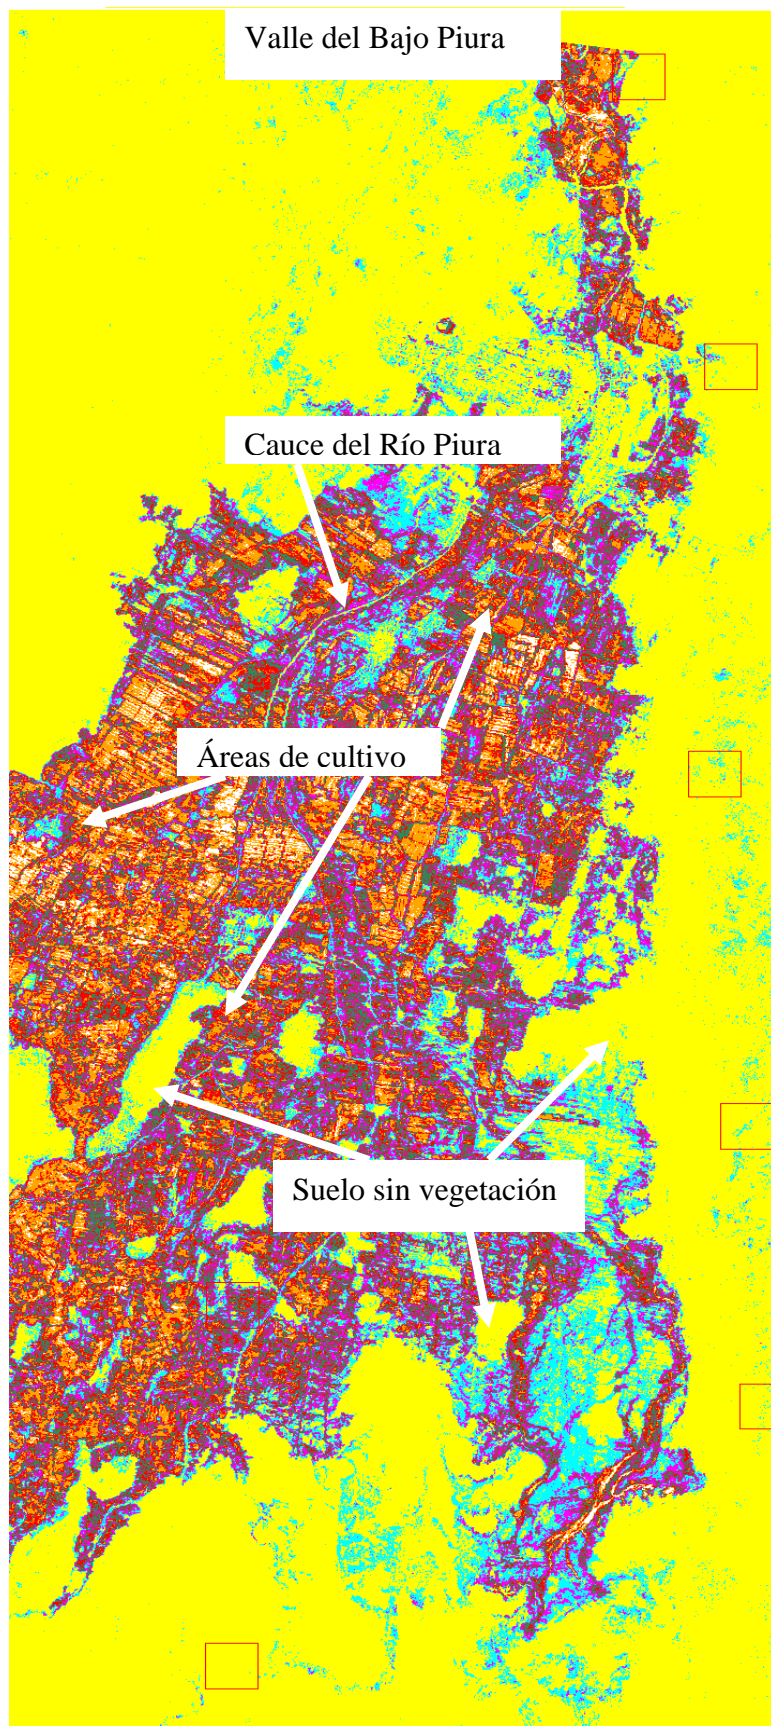 Valle del Bajo Piura
Cauce del Río Piura
Áreas de cultivo
Suelo sin vegetación